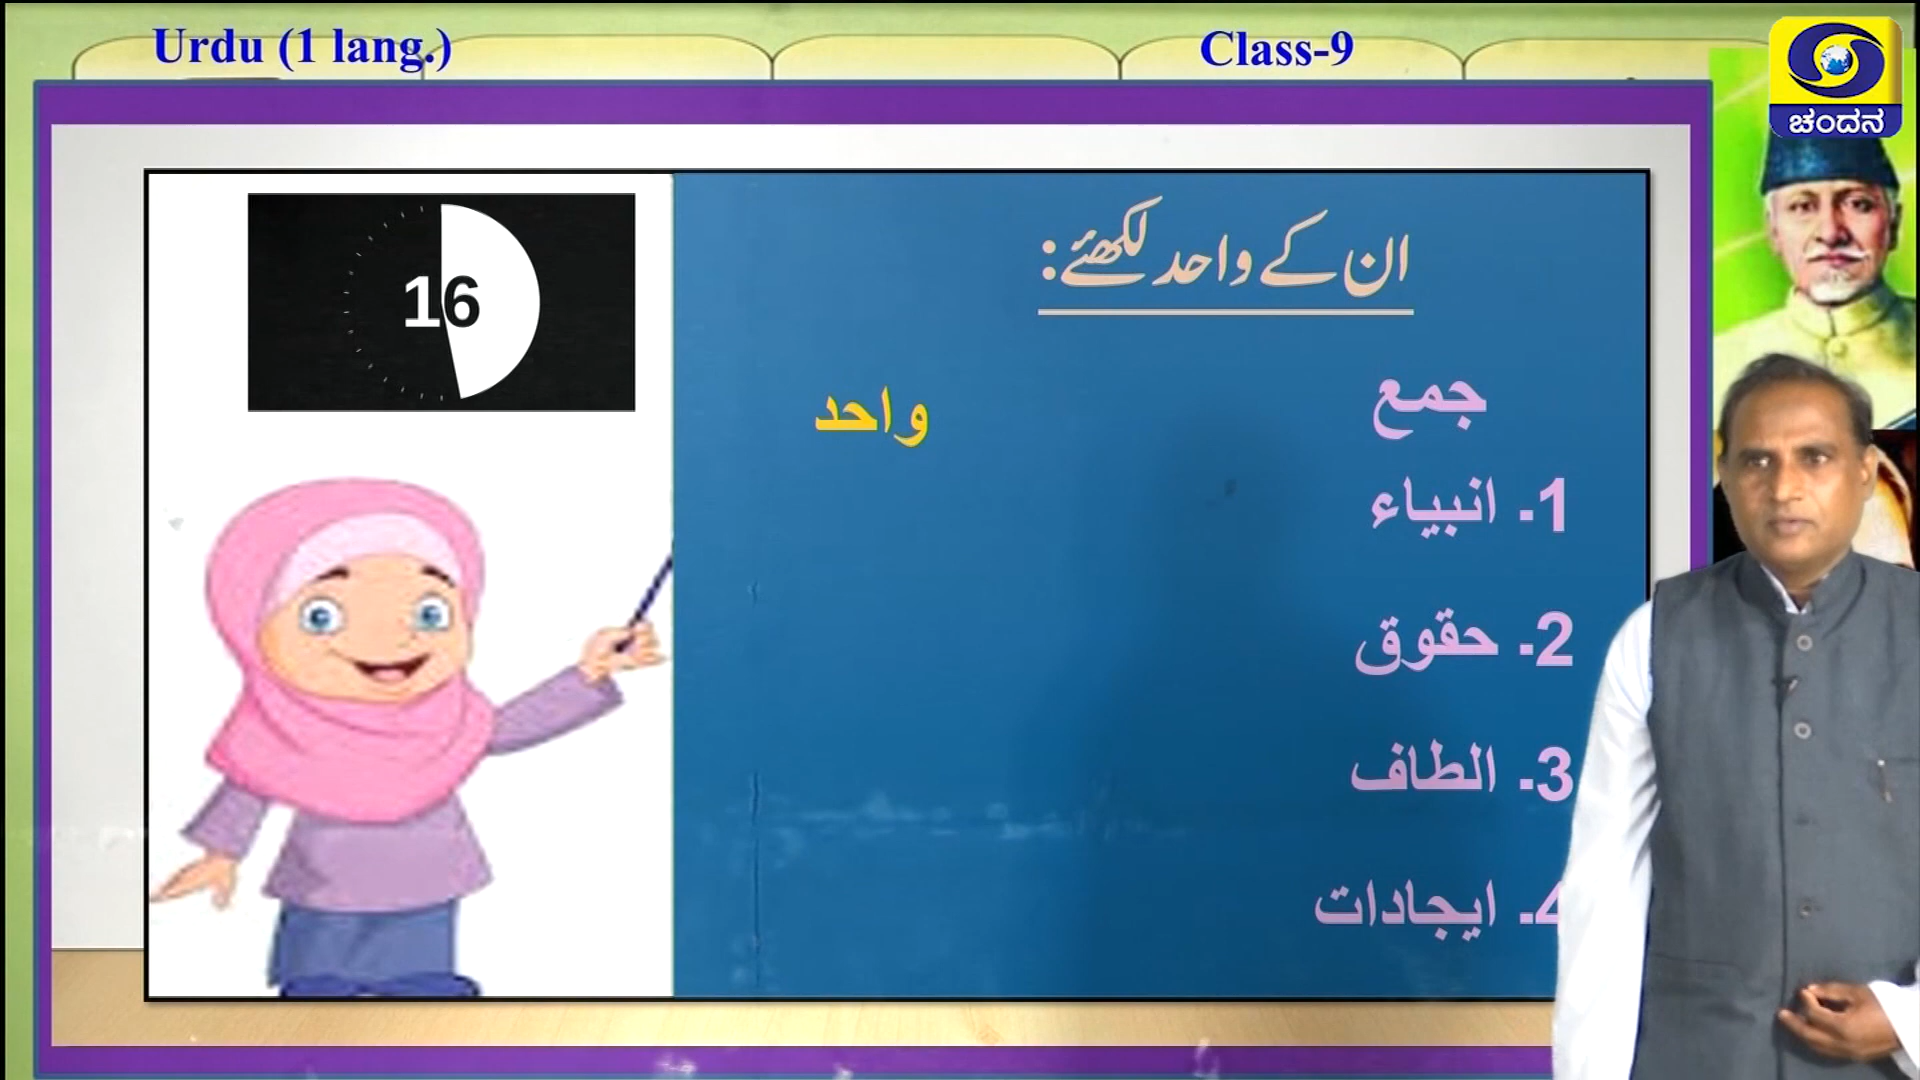 Urdu (1 lang.)
Class-9
ಚಂದನ
16
ان کے واحد لکھئے:
جمع
واحد
1- انبیاء
2- حقوق
3- الطاف
4- ایجادات